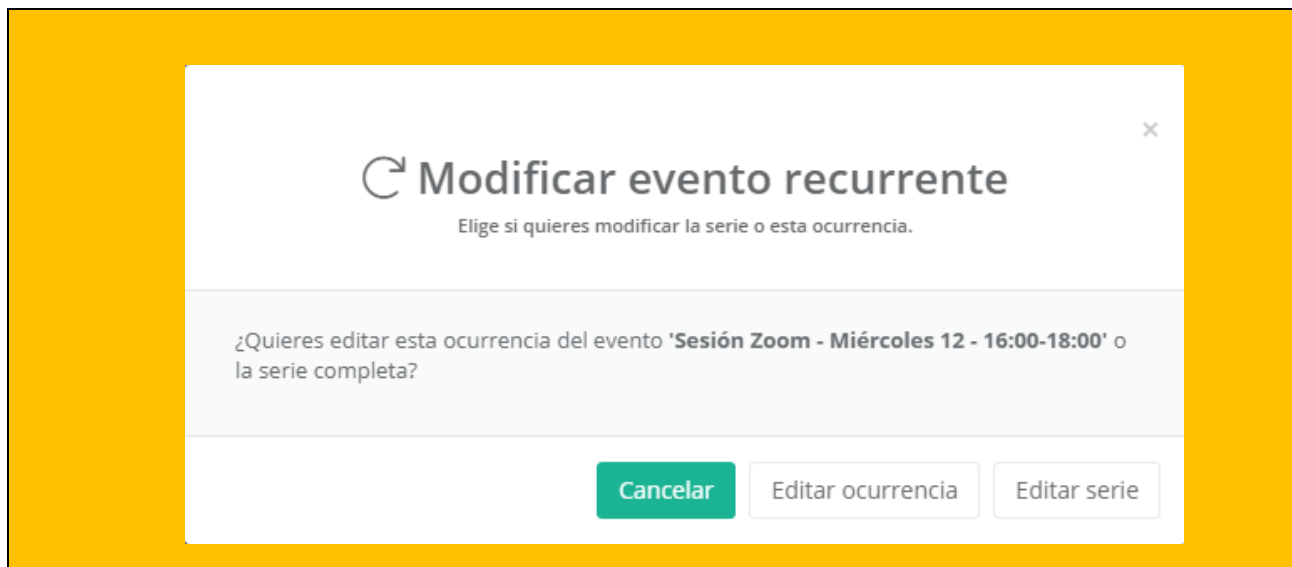 ×
Modificar evento recurrente
Elige si quieres modificar la serie o esta ocurrencia.
¿Quieres editar esta ocurrencia del evento 'Sesión Zoom - Miércoles 12 - 16:00-18:00' o
la serie completa?
Cancelar
Editar ocurrencia
Editar serie